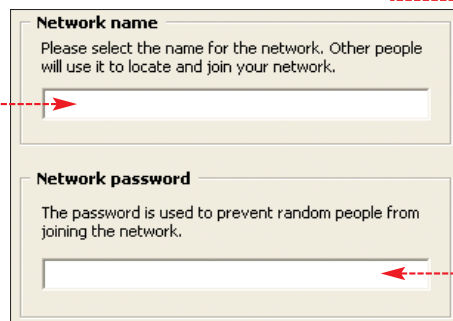 Network name
Please select the name for the network. Other people
will use it to locate and join your network.
Network password
The password is used to prevent random people from
joining the network.